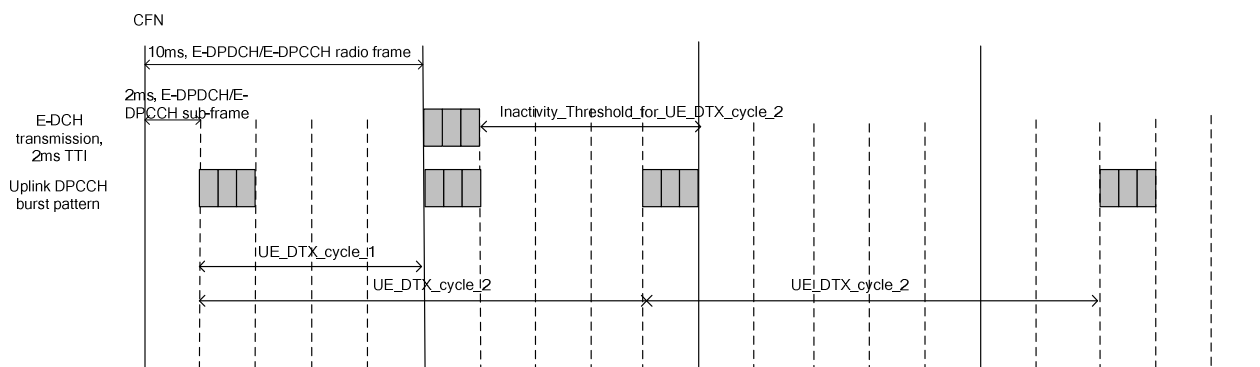 CFN
10ms, E-DPDCH/E-DPCCH radio frame
2ms, E-DPDCH/E-
DPCCH sub-frame
E-DCH
transmission,
2ms TTI
Inactivity_Threshold_for_UE_DTX_cycle_2
Uplink DPCCH
burst pattern
UE_DTX_cycle_1
UE_DTX_cycle_2
UE_DTX_cycle_2